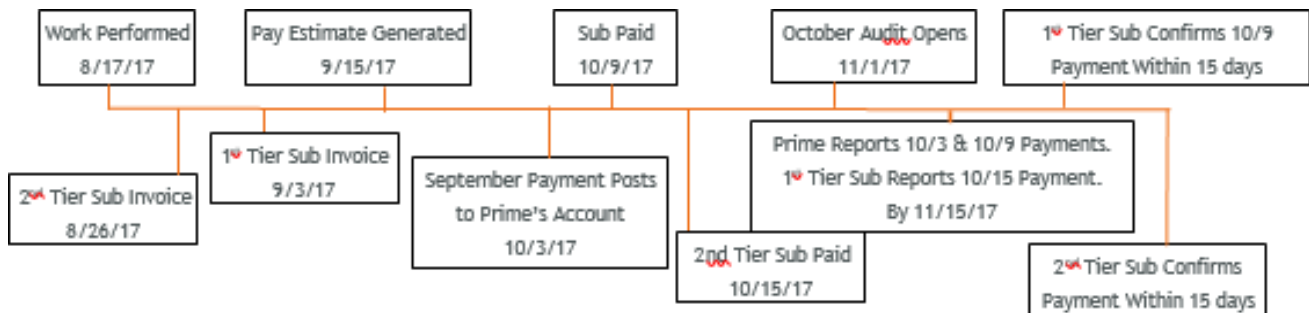 Work Performed
8/17/17
Pay Estimate Generated
9/15/17
Sub Paid
10/9/17
October Audit Opens
11/1/17
1st Tier Sub Confirms 10/9
Payment Within 15 days
2nd Tier Sub Invoice
8/26/17
1st Tier Sub Invoice
9/3/17
September Payment Posts
to Prime's Account
10/3/17
2nd Tier Sub Paid
10/15/17
Prime Reports 10/3 & 10/9 Payments.
1st Tier Sub Reports 10/15 Payment.
By 11/15/17
2nd Tier Sub Confirms
Payment Within 15 days